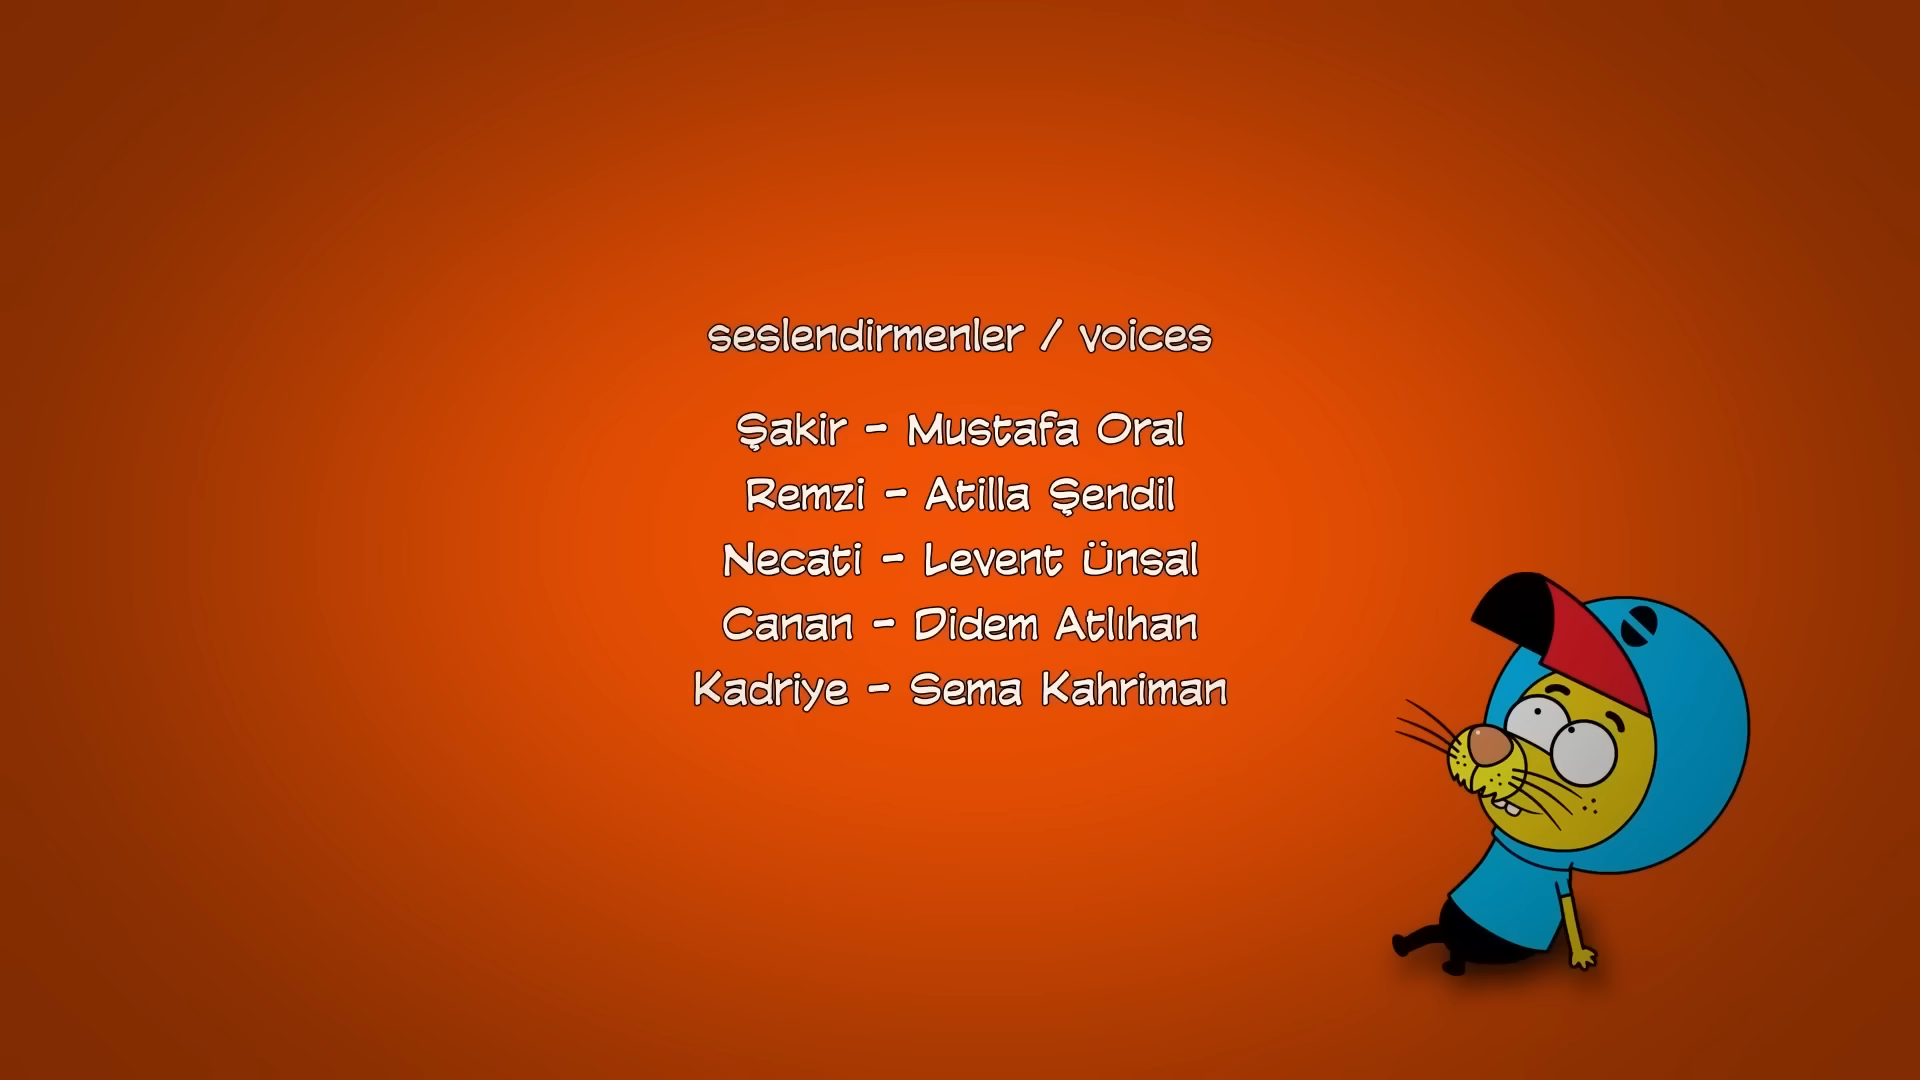 seslendirmenler / voices
Şakir - Mustafa Oral
Remzi - Atilla Şendil
Necati - Levent Ünsal
Canan - Didem Atlıhan
Kadriye - Sema Kahriman